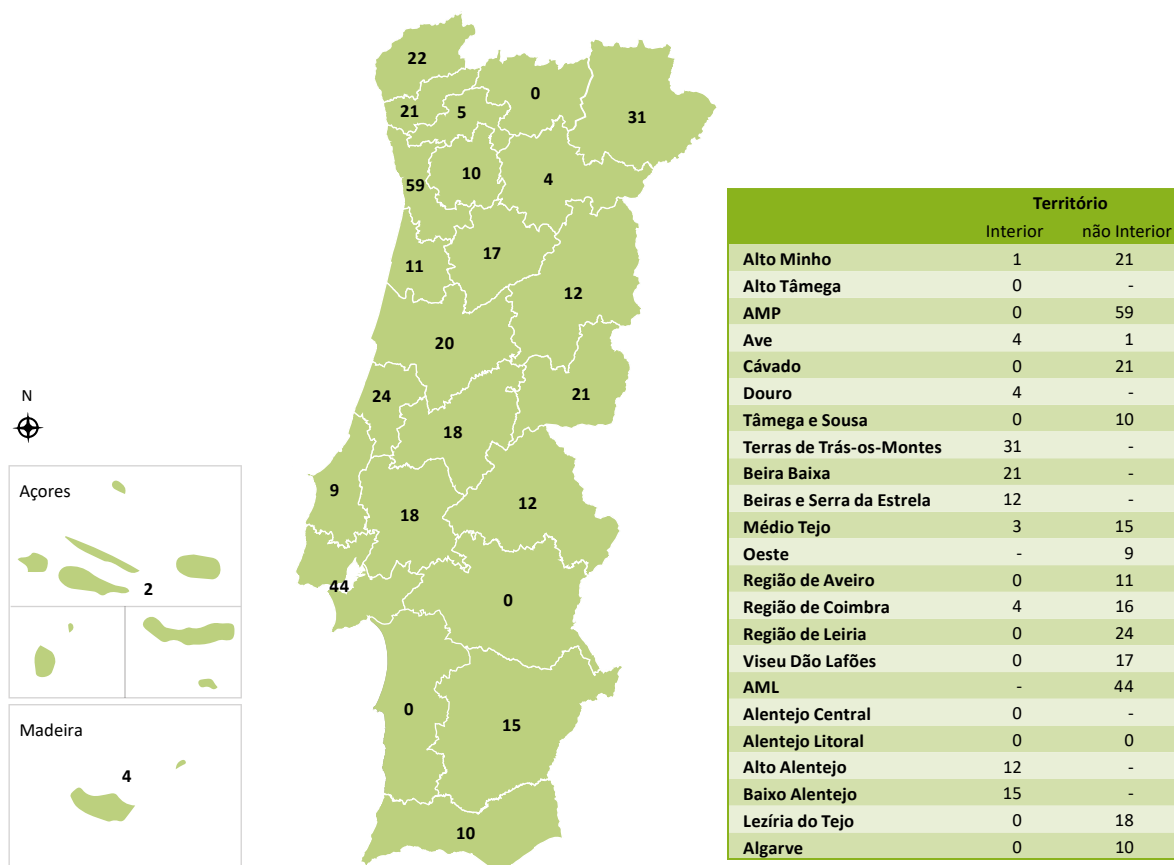 22
0
21
5
31
10
4
59
17
11
12
20
24
21
18
N
9
12
18
44
0
0
15
10
Açores
2
Madeira
4
Território
Interior não Interior
Alto Minho 1 21
Alto Tâmega 0 -
AMP 0 59
Ave 4 1
Cávado 0 21
Douro 4 -
Tâmega e Sousa 0 10
Terras de Trás-os-Montes 31 -
Beira Baixa 21 -
Beiras e Serra da Estrela 12 -
Médio Tejo 3 15
Oeste - 9
Região de Aveiro 0 11
Região de Coimbra 4 16
Região de Leiria 0 24
Viseu Dão Lafões 0 17
AML - 44
Alentejo Central 0 -
Alentejo Litoral 0 0
Alto Alentejo 12 -
Baixo Alentejo 15 -
Lezíria do Tejo 0 18
Algarve 0 10